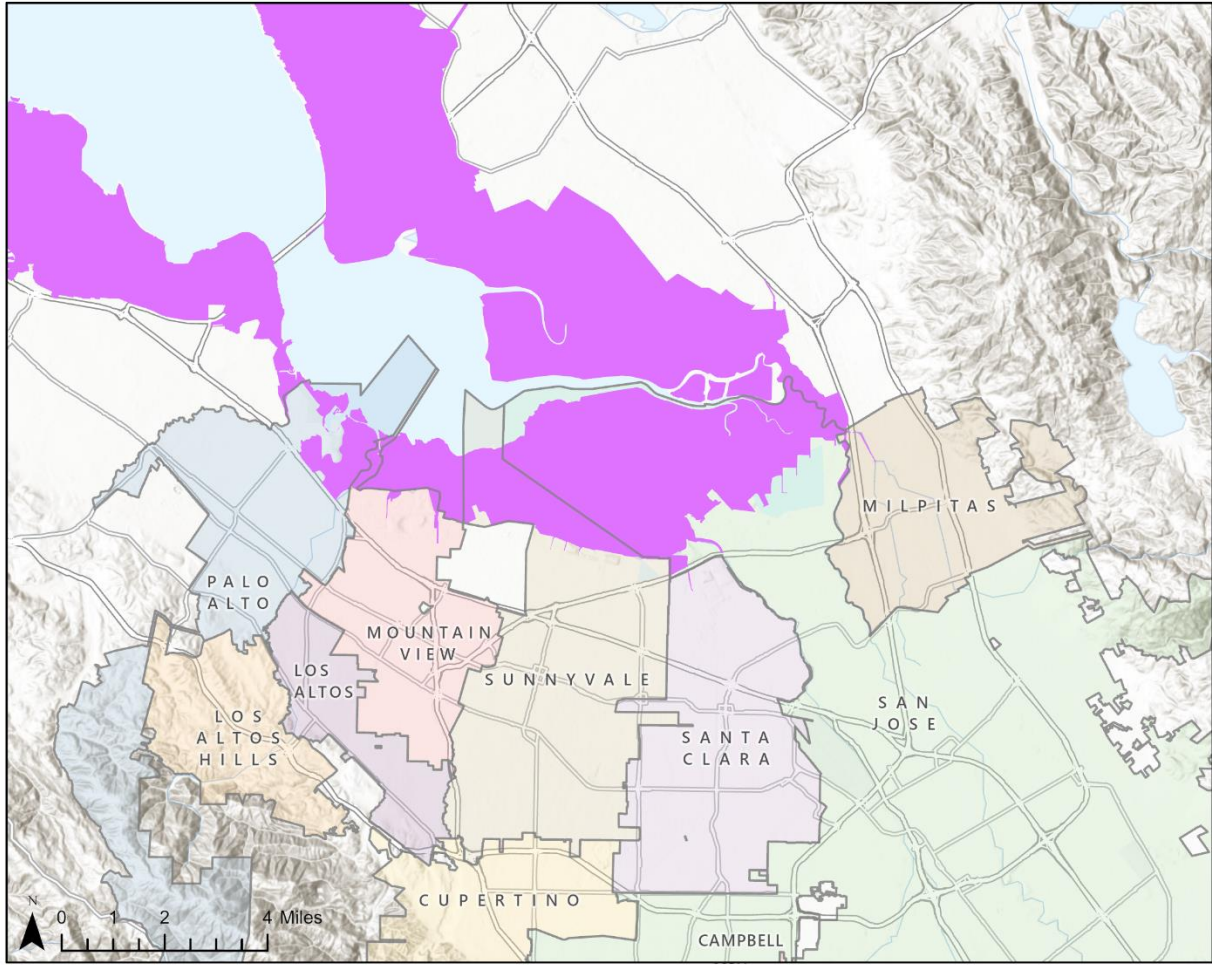 MILPITAS
PALO
ALTO
MOUNTAIN
VIEW
LOS
ALTOS
SUNNYVALE
LOS
ALTOS
HILLS
SANTA
CLARA
SAN
JOSE
CUPERTINO
CAMPBELL
N
0 1 2 4 Miles